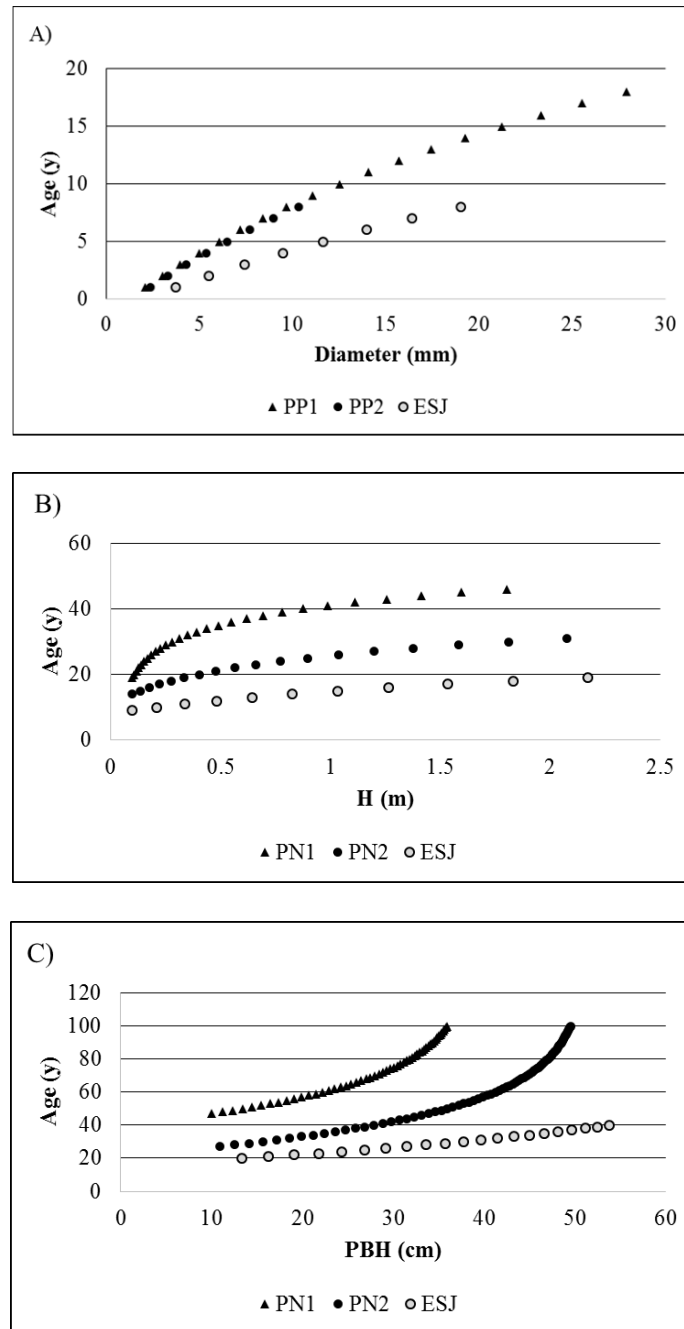 A)
20
15
10
5
0
Age (y)
0 5 10 15 20 25 30
Diameter (mm)
PP1 PP2 ESJ
B)
60
40
20
0
Age (y)
0 0.5 1 1.5 2 2.5
H (m)
PN1 PN2 ESJ
C)
120
100
80
60
40
20
0
Age (y)
0 10 20 30 40 50 60
PBH (cm)
PN1 PN2 ESJ